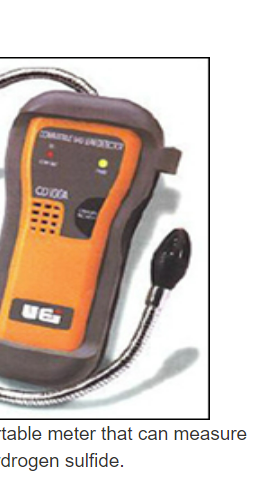 COMBUSTIBLE GAS LEAK DETECTOR
CD100A
UEi
rtable meter that can measure
drogen sulfide.